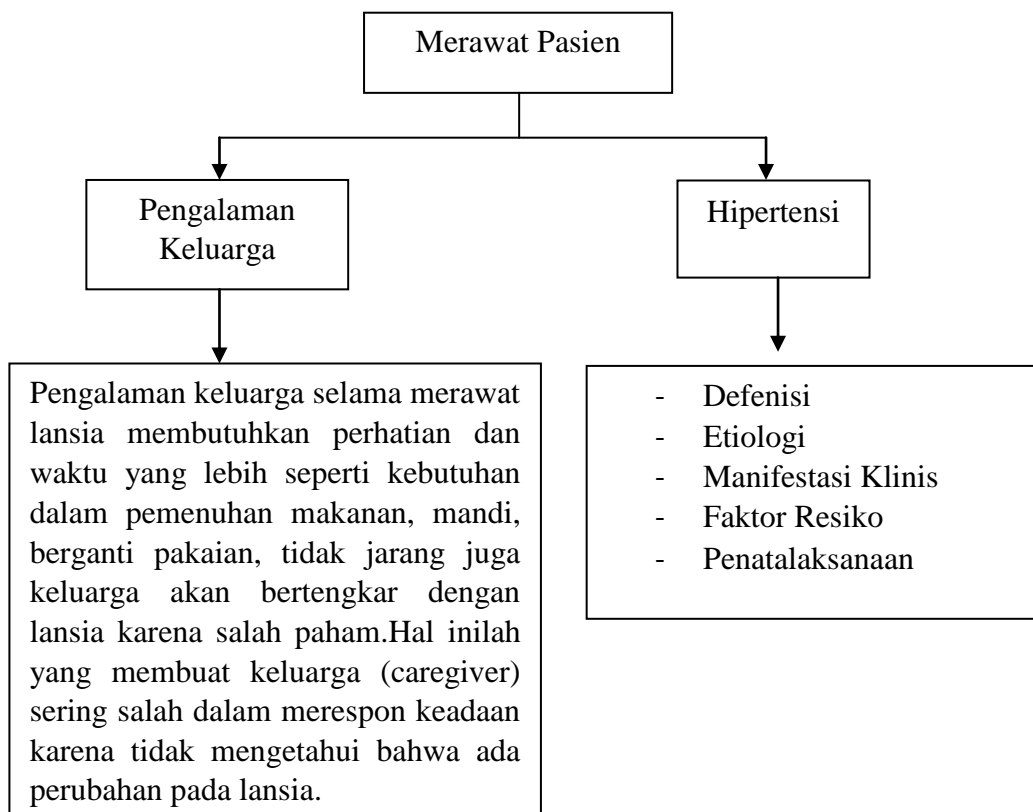 Merawat Pasien
Pengalaman
Keluarga
Hipertensi
Pengalaman keluarga selama merawat
lansia membutuhkan perhatian dan
waktu yang lebih seperti kebutuhan
dalam pemenuhan makanan, mandi,
berganti pakaian, tidak jarang juga
keluarga akan bertengkar dengan
lansia karena salah paham.Hal inilah
yang membuat keluarga (caregiver)
sering salah dalam merespon keadaan
karena tidak mengetahui bahwa ada
perubahan pada lansia.
- Defenisi
- Etiologi
- Manifestasi Klinis
- Faktor Resiko
- Penatalaksanaan